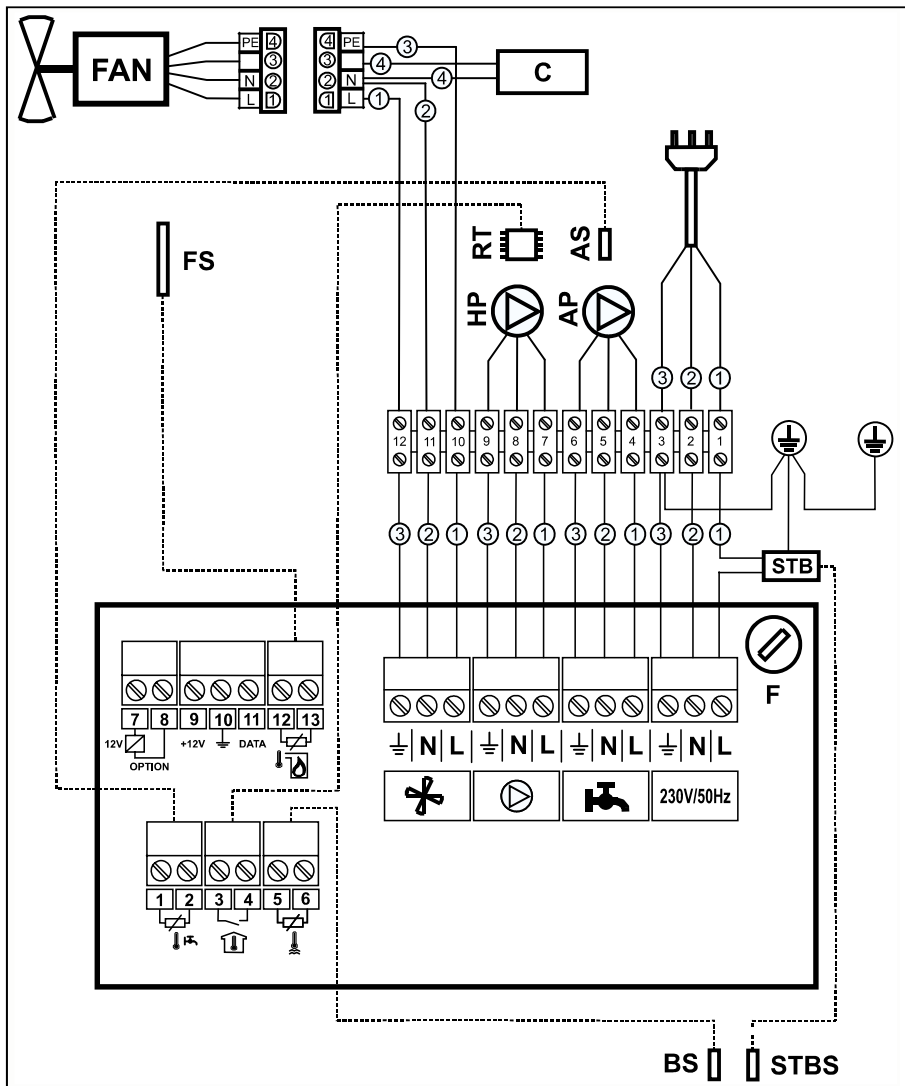 FAN
PE 4
3
N 2
L 1
4 PE
3
2 N
1 L
3
4
4
1
2
C
FS
RT
AS
HP
AP
3 2 1
12 11 10 9 8 7 6 5 4 3 2 1
3 2 1 3 2 1 3 2 1 3 2 1
STB
F
7 8 9 10 11 12 13
12V
OPTION
+12V
DATA
N L N L N L N L
230V/50Hz
1 2 3 4 5 6
BS
STBS